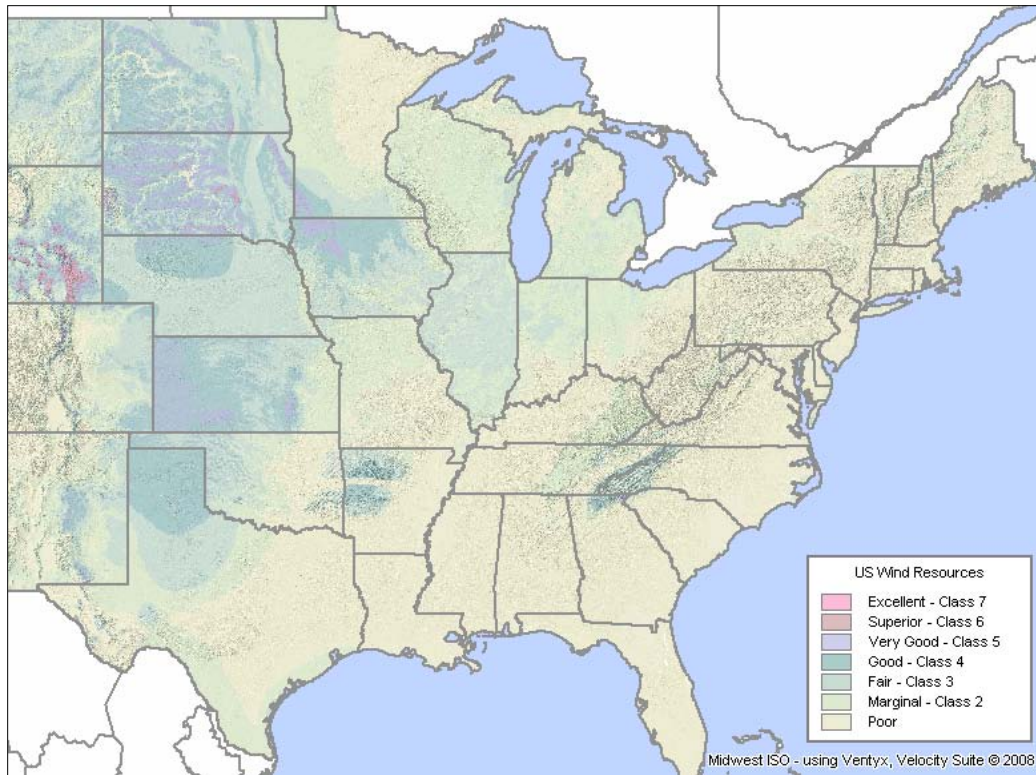 US Wind Resources
Excellent - Class 7
Superior - Class 6
Very Good - Class 5
Good - Class 4
Fair - Class 3
Marginal - Class 2
Poor
Midwest ISO - using Ventyx, Velocity Suite © 2008